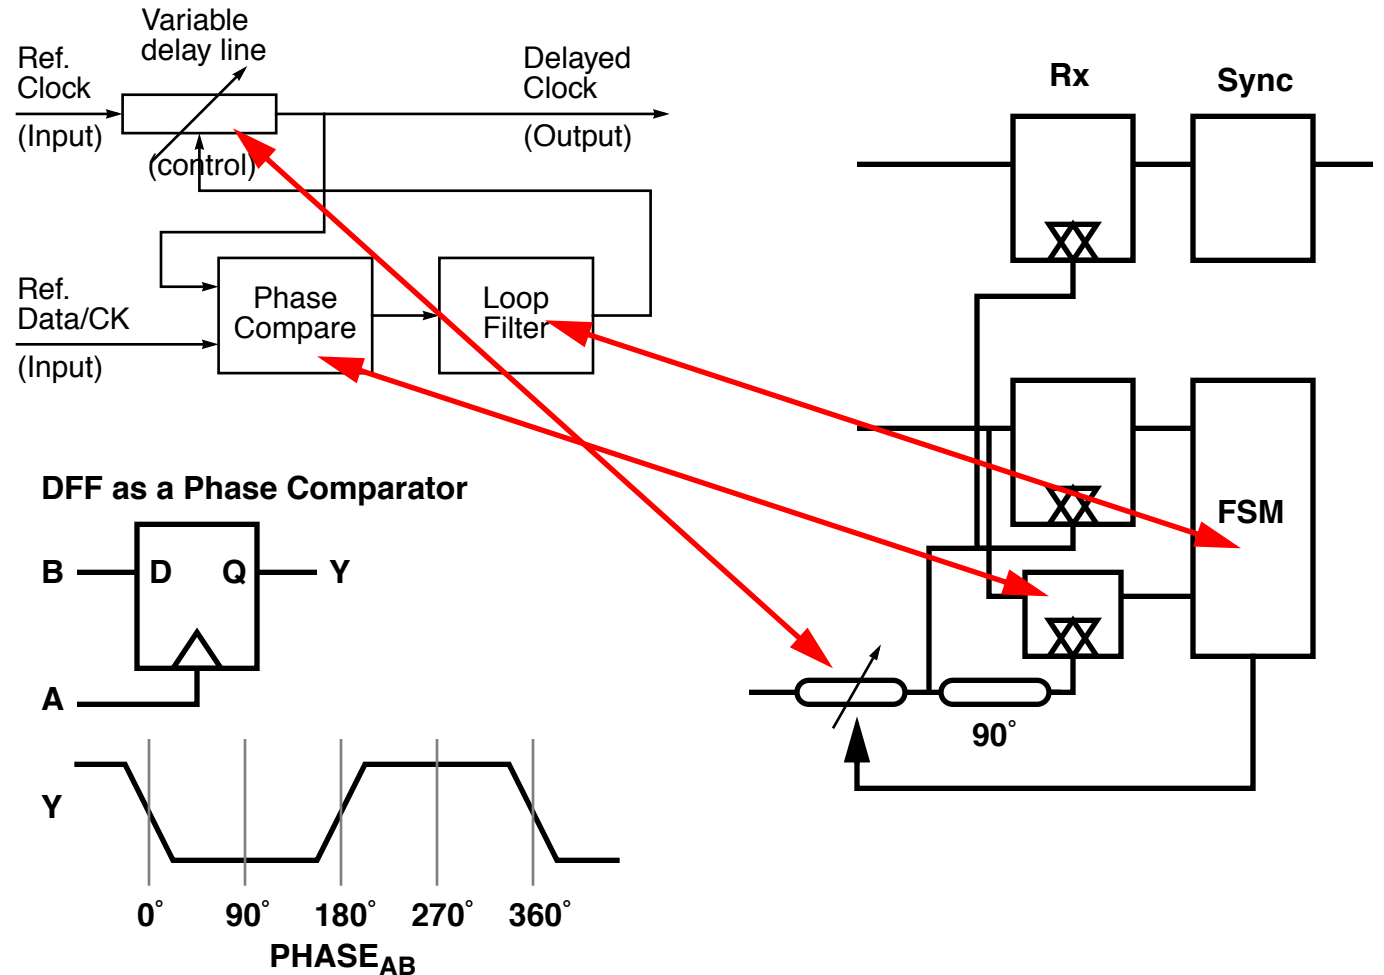 Variable
delay line
Ref.
Clock
(Input)
(control)
Delayed
Clock
(Output)
Ref.
Data/CK
(Input)
Phase
Compare
Loop
Filter
Rx
Sync
FSM
90°
DFF as a Phase Comparator
B
D
Q
Y
A
Y
0°
90°
180°
270°
360°
PHASE_AB